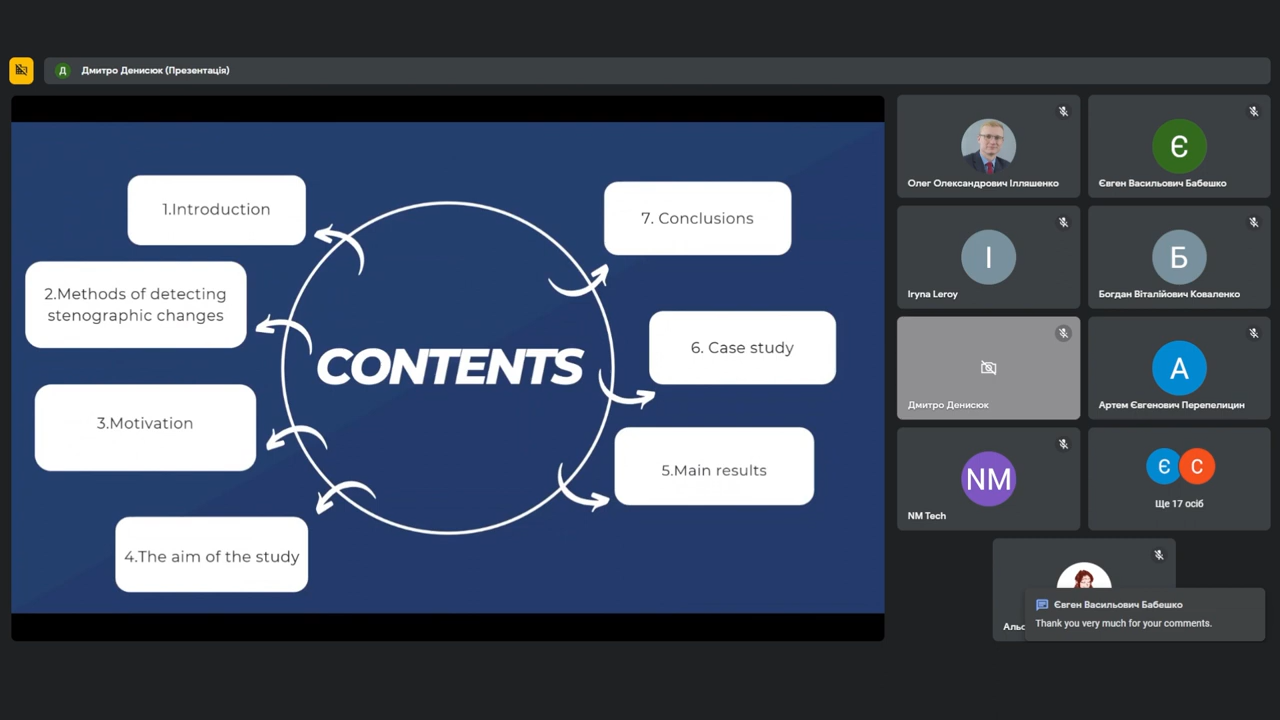 Д
Дмитро Денисюк (Презентація)
1.Introduction
2.Methods of detecting
stenographic changes
3.Motivation
4.The aim of the study
CONTENTS
7. Conclusions
6. Case study
5.Main results
Олег Олександрович Ілляшенко
Є
Євген Васильович Бабешко
I
Iryna Leroy
Б
Богдан Віталійович Коваленко
Дмитро Денисюк
А
Артем Євгенович Перепелицин
NM
NM Tech
Є
С
Ще 17 осіб
Євген Васильович Бабешко
Thank you very much for your comments.